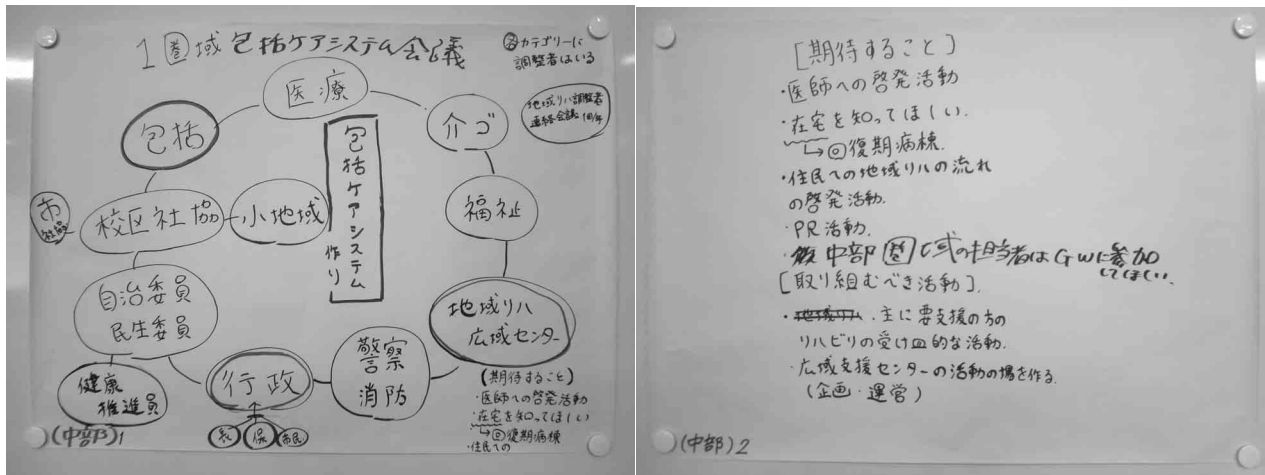 1圏域包括ケアシステム会議
各カテゴリーに
調整者はいる
医療
地域リハ調整者
連絡会議
包括
介ゴ
包括ケアシステム作り
市
社協
校区社協
小地域
福祉
自治委員
民生委員
地域リハ
広域センター
警察
消防
行政
健康
推進員
(期待すること)
・医師への啓発活動
・在宅を知ってほしい
→回復期病棟
・住民への
保
市民
(中部)1
[期待すること]
・医師への啓発活動
・在宅を知ってほしい.
→回復期病棟.
・住民への地域リハの流れ
の啓発活動.
・PR活動.
・中部圏域の担当者はGWに参加
してほしい.
[取り組むべき活動].
・地域リハ.主に要支援の方の
リハビリの受け皿的な活動.
・広域支援センターの活動の場を作る.
(企画・運営)
(中部)2